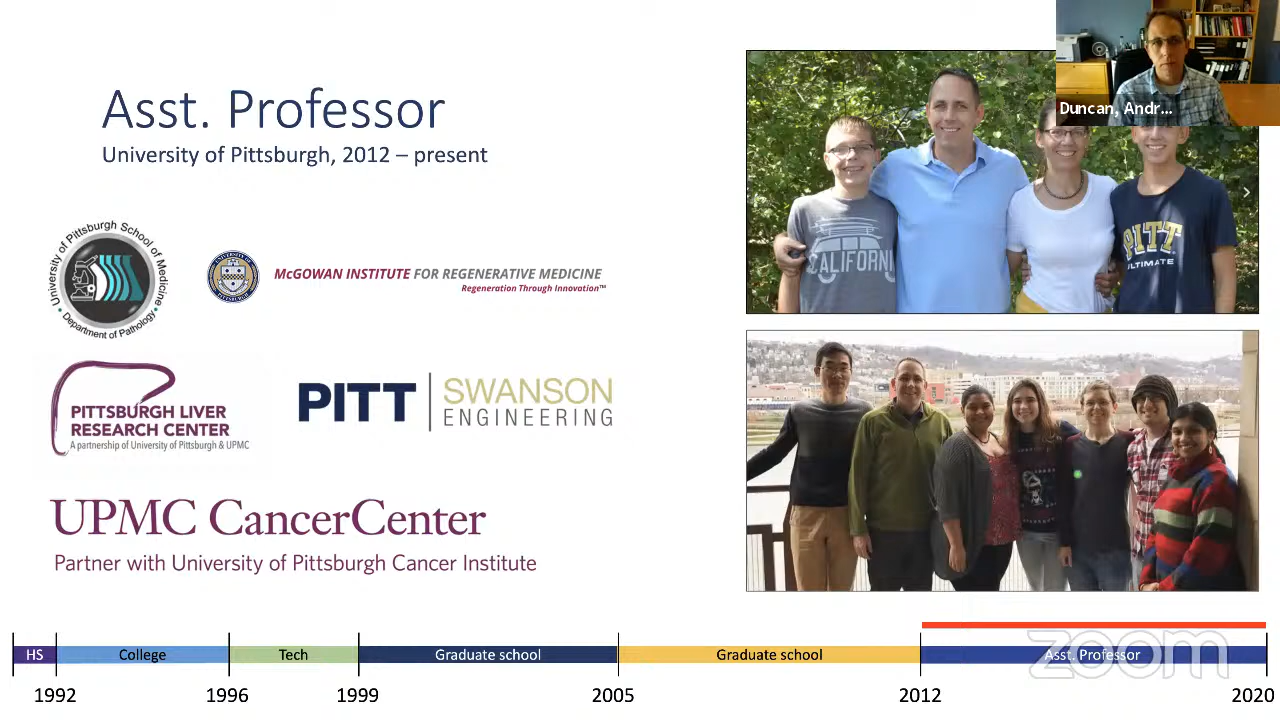 Asst. Professor
University of Pittsburgh, 2012 – present
Duncan, Andr...
University of Pittsburgh School of Medicine
• Department of Pathology •
UNIVERSITY OF
PITTSBURGH
McGOWAN INSTITUTE FOR REGENERATIVE MEDICINE
Regeneration Through Innovation™
CALIFORNI
PITT
ULTIMATE
PITTSBURGH LIVER
RESEARCH CENTER
A partnership of University of Pittsburgh & UPMC
PITT | SWANSON
ENGINEERING
UPMC CancerCenter
Partner with University of Pittsburgh Cancer Institute
HS College Tech Graduate school Graduate school Asst. Professor
zoom
1992 1996 1999 2005 2012 2020